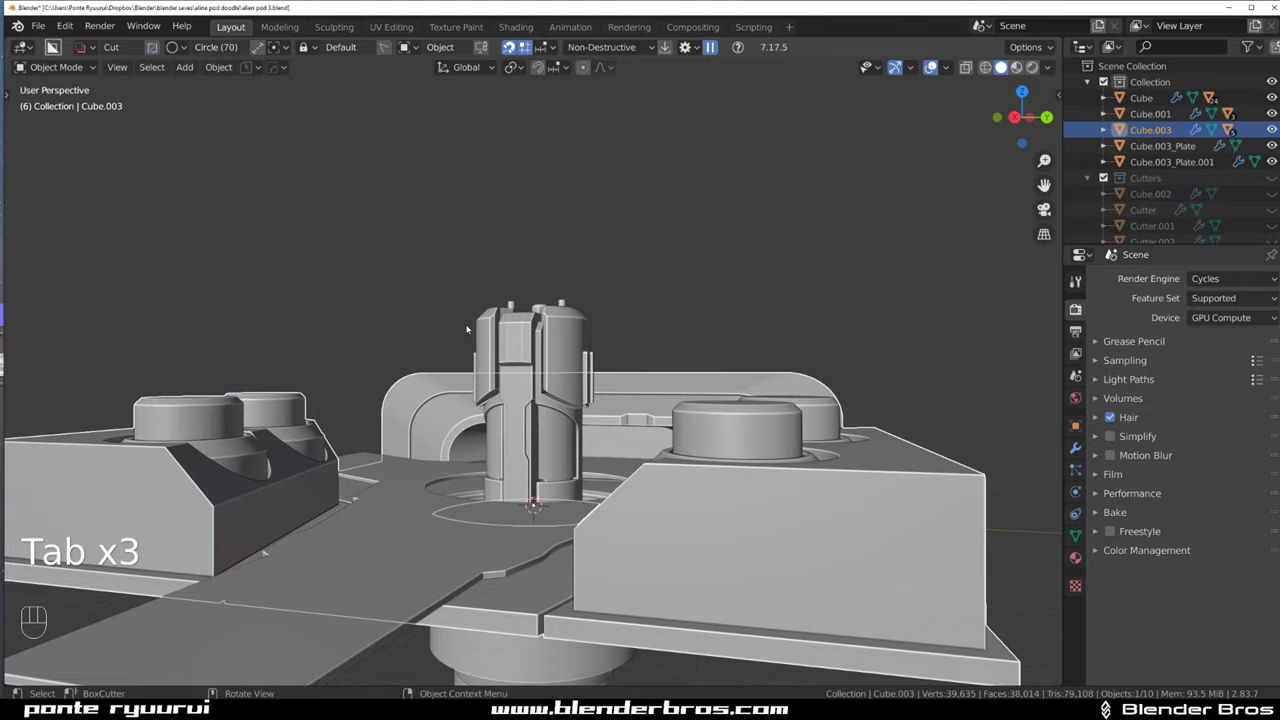 Blender* [C:\Users\Ponte Ryuurui\Dropbox\blender saves\aline pod doodle\alien pod 3.blend]
File Edit Render Window Help Layout Modeling Sculpting UV Editing Texture Paint Shading Animation Rendering Compositing Scripting + Scene View Layer
Cut Circle (70) Default Object Non-Destructive 7.17.5 Options
Object Mode View Select Add Object Global
User Perspective
(6) Collection | Cube.003
Z
X
Y
Tab x3
Scene Collection
Collection
Cube 24
Cube.001 3
Cube.003 5
Cube.003_Plate
Cube.003_Plate.001
Cutters
Cube.002
Cutter
Cutter.001
Cutter.002
Scene
Render Engine Cycles
Feature Set Supported
Device GPU Compute
Grease Pencil
Sampling
Light Paths
Volumes
Hair
Simplify
Motion Blur
Film
Performance
Bake
Freestyle
Color Management
Select BoxCutter Rotate View Object Context Menu Collection | Cube.003 | Verts:39,635 | Faces:38,014 | Tris:79,108 | Objects:1/10 | Mem: 93.5 MiB | 2.83.7
ponte ryuurui www.blenderbros.com Blender Bros